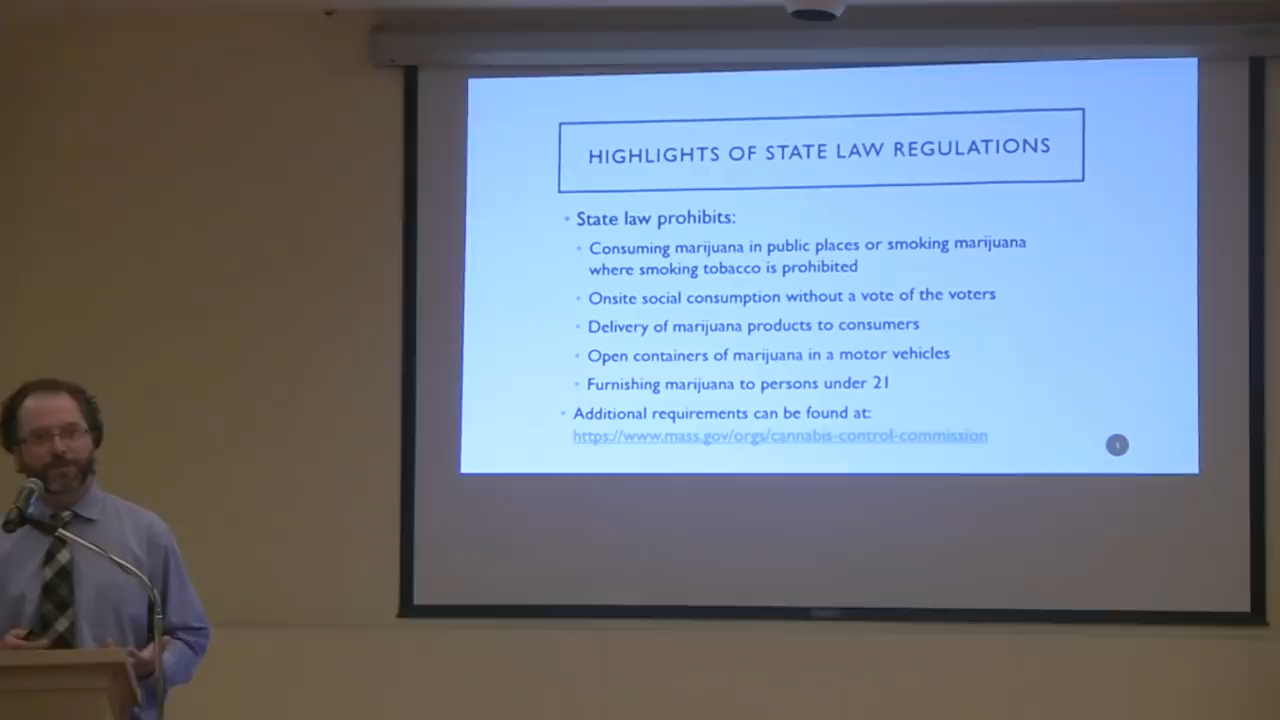 HIGHLIGHTS OF STATE LAW REGULATIONS
• State law prohibits:
• Consuming marijuana in public places or smoking marijuana
where smoking tobacco is prohibited
• Onsite social consumption without a vote of the voters
• Delivery of marijuana products to consumers
• Open containers of marijuana in a motor vehicles
• Furnishing marijuana to persons under 21
• Additional requirements can be found at:
https://www.mass.gov/orgs/cannabis-control-commission